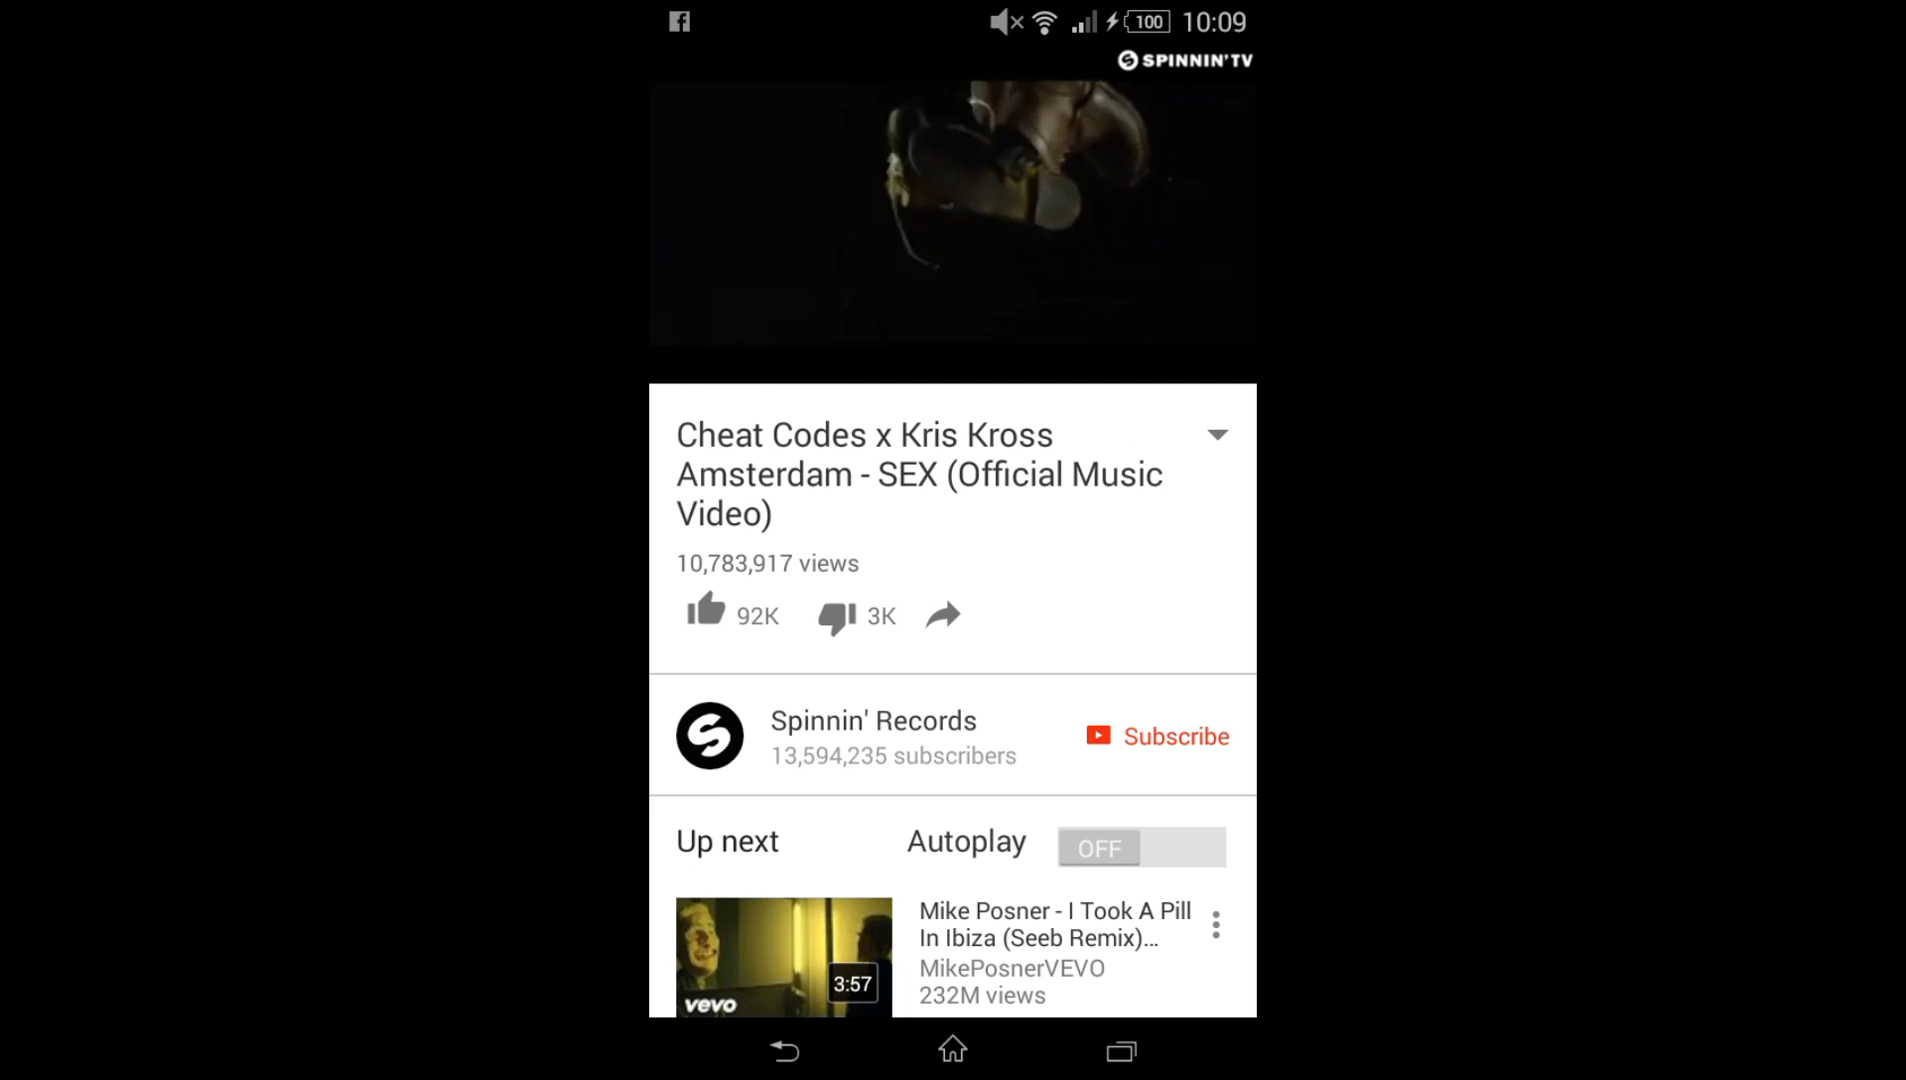 100 10:09
SPINNIN'TV
Cheat Codes x Kris Kross
Amsterdam - SEX (Official Music
Video)
10,783,917 views
92K 3K
Spinnin' Records
13,594,235 subscribers
Subscribe
Up next Autoplay OFF
Mike Posner - I Took A Pill
In Ibiza (Seeb Remix)...
MikePosnerVEVO
232M views
3:57
vevo